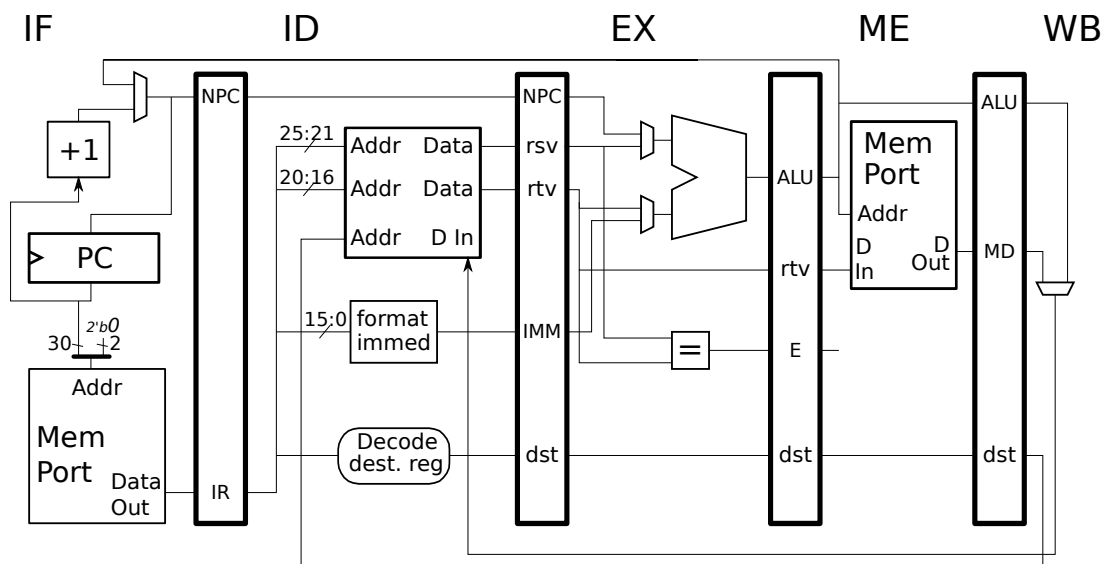 IF ID EX ME WB
NPC
+1
PC
30
2'b0
2
Addr
Mem
Port
Data
Out
IR
25:21
20:16
Addr Data
Addr Data
Addr D In
15:0
format
immed
Decode
dest. reg
NPC
rsv
rtv
IMM
dst
=
ALU
rtv
E
dst
Mem
Port
Addr
D
In
D
Out
ALU
MD
dst